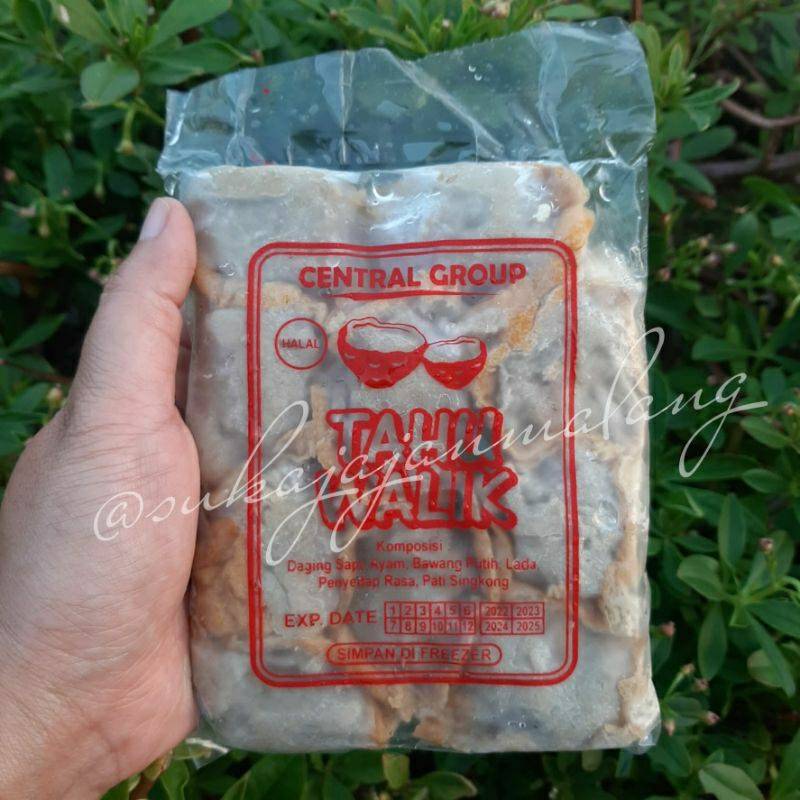 CENTRAL GROUP
HALAL
TAHU
WALIK
@sukajajanmalang
Komposisi
Daging Sapi, Ayam, Bawang Putih, Lada,
Penyedap Rasa, Pati Singkong
EXP. DATE 1 2 3 4 5 6 2022 2023
7 8 9 10 11 12 2024 2025
SIMPAN DI FREEZER